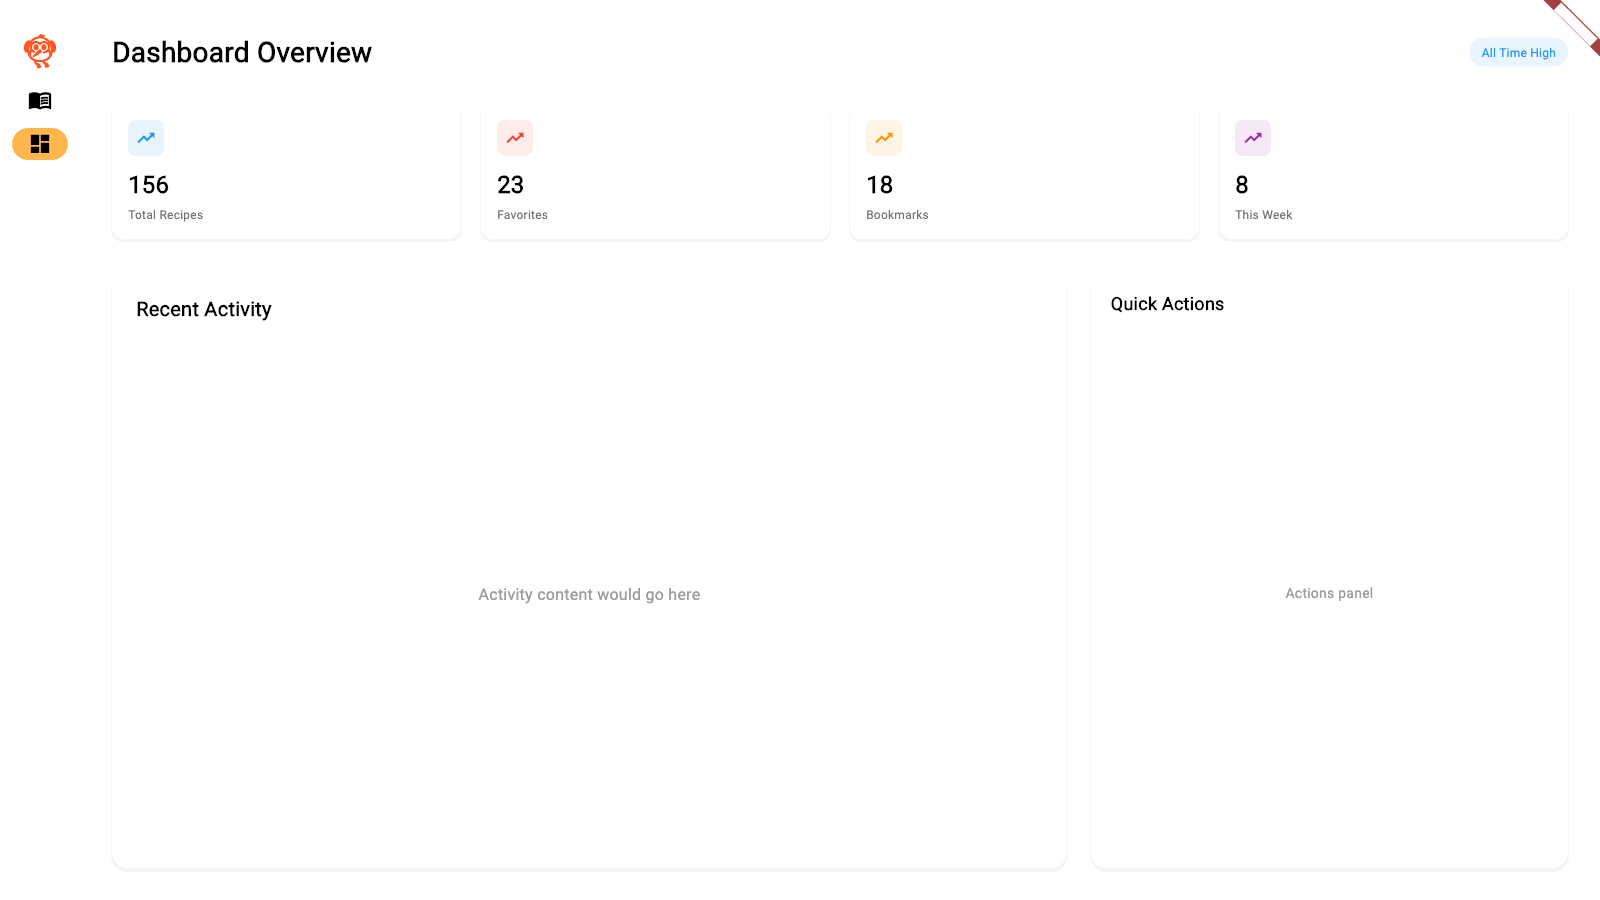 Dashboard Overview
All Time High
156
Total Recipes
23
Favorites
18
Bookmarks
8
This Week
Recent Activity
Activity content would go here
Quick Actions
Actions panel